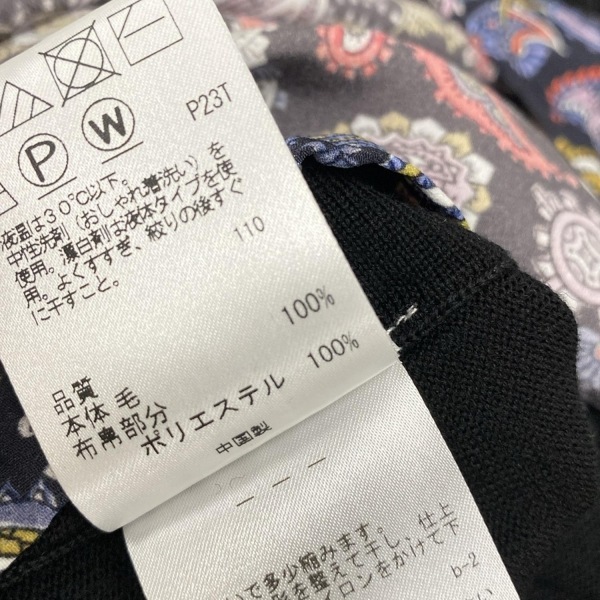 P23T
P W
液温は30℃以下。
中性洗剤（おしゃれ着洗い）を
使用。漂白剤は液体タイプを使
用。よくすすぎ、絞りの後すぐ
に干すこと。
110
品質
本体 毛 100%
布帛部分
ポリエステル 100%
中国製
いで多少縮みます。
形を整えて干し、仕上
イロンをかけて下
b-2